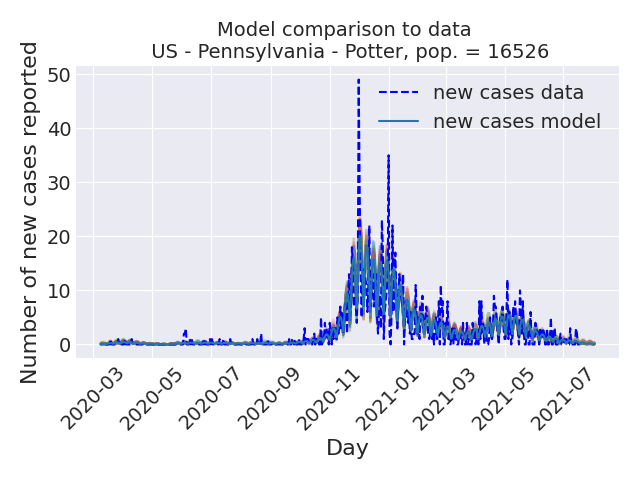 Model comparison to data
US - Pennsylvania - Potter, pop. = 16526
Number of new cases reported
50
40
30
20
10
0
new cases data
new cases model
2020-03
2020-05
2020-07
2020-09
2020-11
2021-01
2021-03
2021-05
2021-07
Day